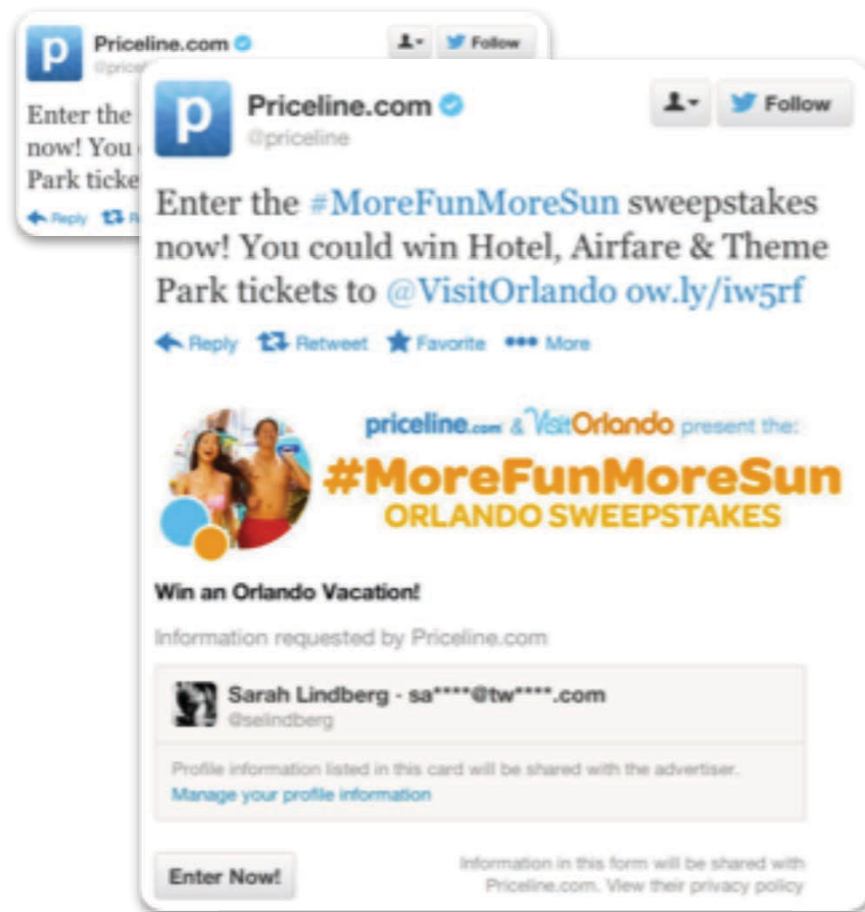 p
Priceline.com
Follow
Enter the
now! You
Park ticke
Reply
p
Priceline.com
Follow
@priceline
Enter the #MoreFunMoreSun sweepstakes
now! You could win Hotel, Airfare & Theme
Park tickets to @VisitOrlando ow.ly/iw5rf
Reply Retweet Favorite More
priceline.com & VisitOrlando present the:
#MoreFunMoreSun
ORLANDO SWEEPSTAKES
Win an Orlando Vacation!
Information requested by Priceline.com
Sarah Lindberg - sa****@tw****.com
@selindberg
Profile information listed in this card will be shared with the advertiser.
Manage your profile information
Enter Now!
Information in this form will be shared with
Priceline.com. View their privacy policy